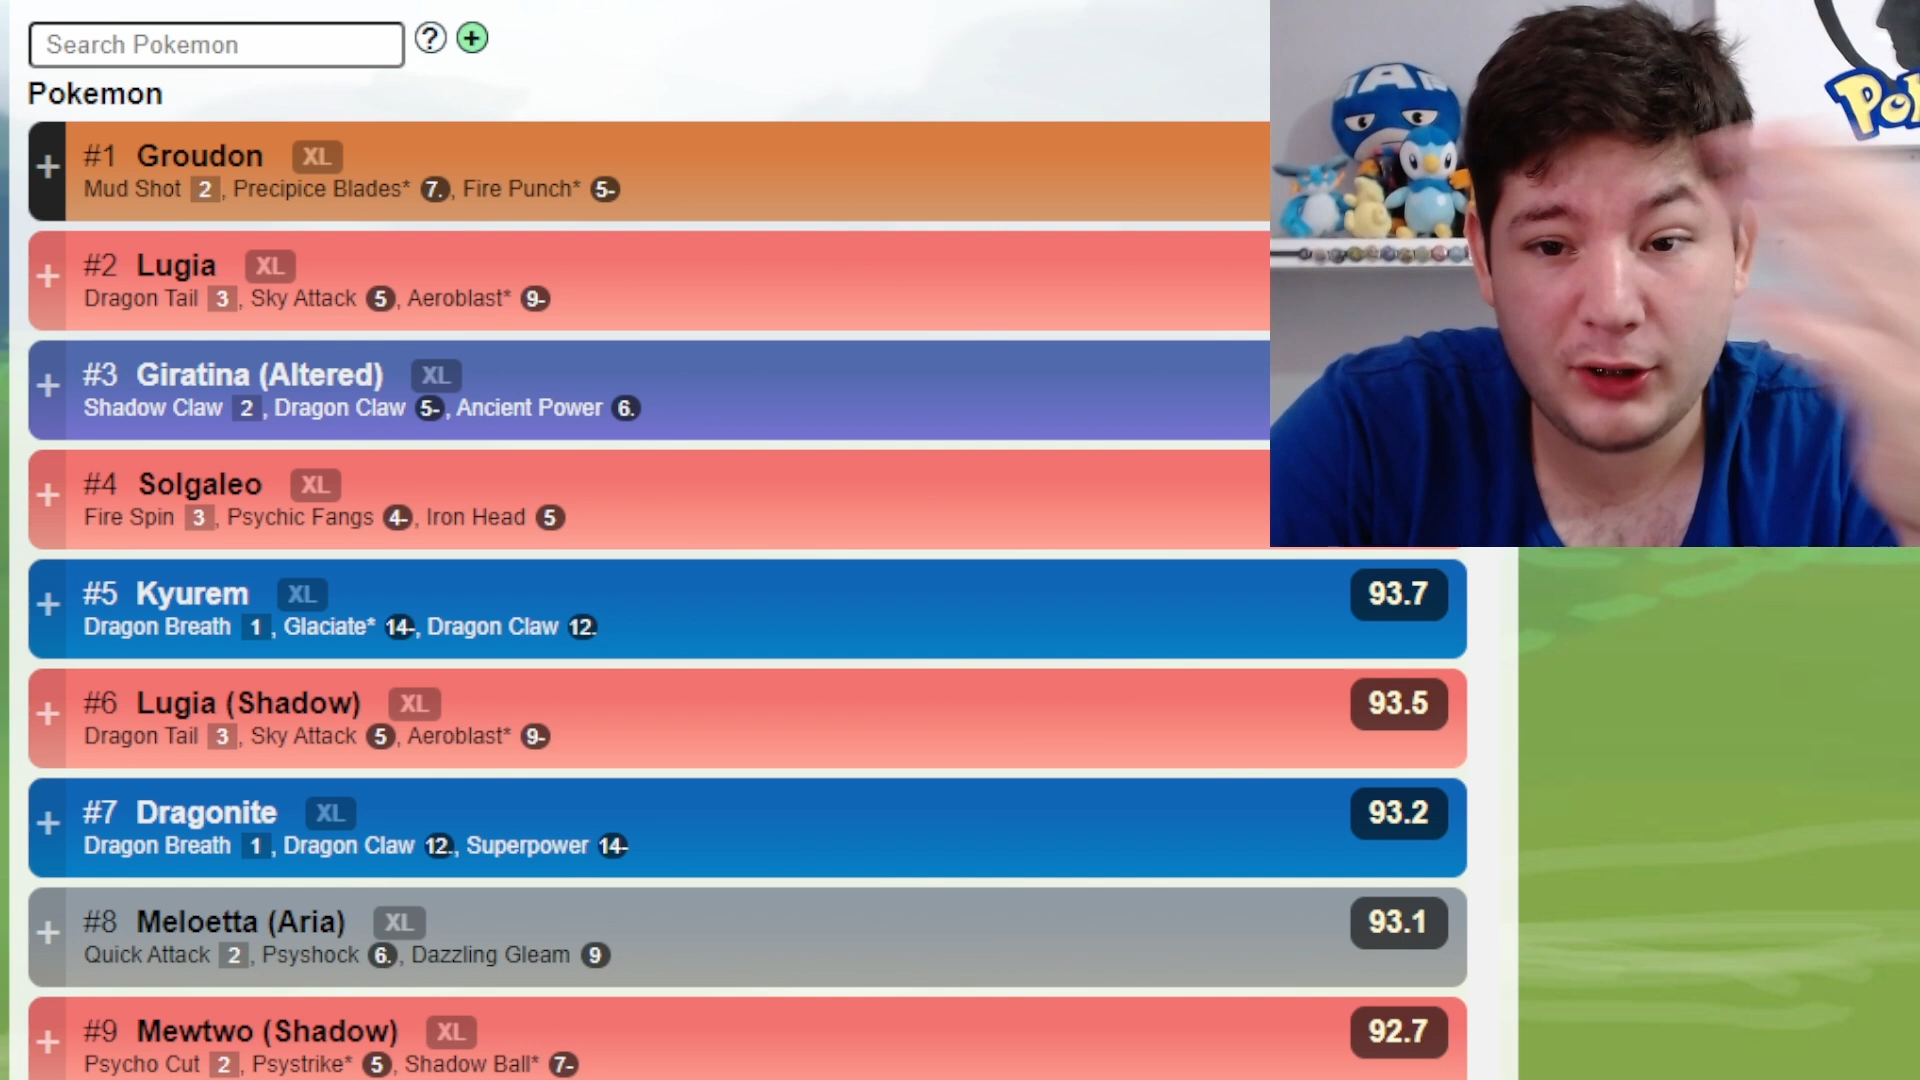 Search Pokemon ? +
Pokemon
+ #1 Groudon XL
Mud Shot 2, Precipice Blades* 7., Fire Punch* 5-
+ #2 Lugia XL
Dragon Tail 3, Sky Attack 5, Aeroblast* 9-
+ #3 Giratina (Altered) XL
Shadow Claw 2, Dragon Claw 5-, Ancient Power 6.
+ #4 Solgaleo XL
Fire Spin 3, Psychic Fangs 4-, Iron Head 5
+ #5 Kyurem XL 93.7
Dragon Breath 1, Glaciate* 14-, Dragon Claw 12.
+ #6 Lugia (Shadow) XL 93.5
Dragon Tail 3, Sky Attack 5, Aeroblast* 9-
+ #7 Dragonite XL 93.2
Dragon Breath 1, Dragon Claw 12., Superpower 14-
+ #8 Meloetta (Aria) XL 93.1
Quick Attack 2, Psyshock 6., Dazzling Gleam 9
+ #9 Mewtwo (Shadow) XL 92.7
Psycho Cut 2, Psystrike* 5, Shadow Ball* 7-